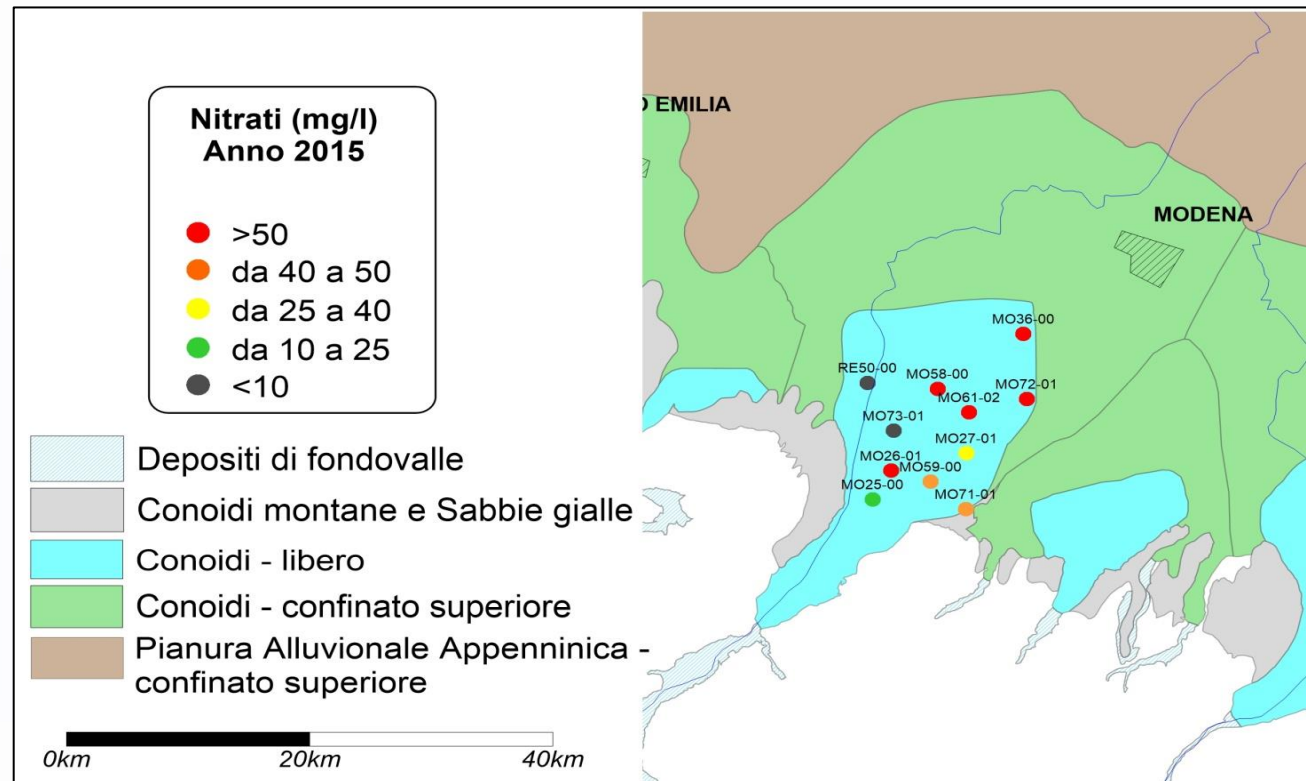 Nitrati (mg/l)
Anno 2015
>50
da 40 a 50
da 25 a 40
da 10 a 25
<10
Depositi di fondovalle
Conoidi montane e Sabbie gialle
Conoidi - libero
Conoidi - confinato superiore
Pianura Alluvionale Appenninica -
confinato superiore
0km
20km
40km
O EMILIA
MODENA
MO36-00
RE50-00
MO58-00
MO72-01
MO61-02
MO73-01
MO27-01
MO26-01
MO59-00
MO25-00
MO71-01